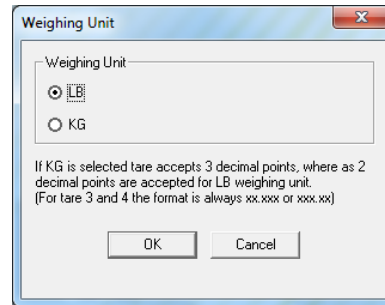 Weighing Unit
Weighing Unit
LB
KG
If KG is selected tare accepts 3 decimal points, where as 2
decimal points are accepted for LB weighing unit.
(For tare 3 and 4 the format is always xx.xxx or xxx.xx)
OK Cancel